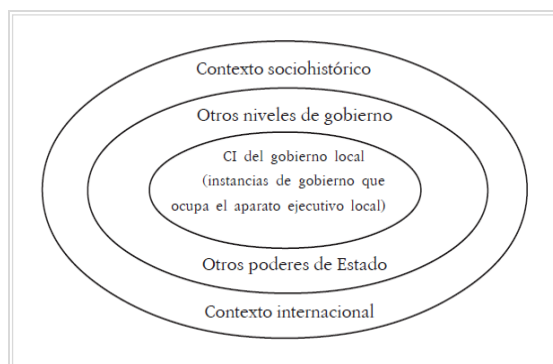 Contexto sociohistórico
Otros niveles de gobierno
CI del gobierno local
(instancias de gobierno que
ocupa el aparato ejecutivo local)
Otros poderes de Estado
Contexto internacional